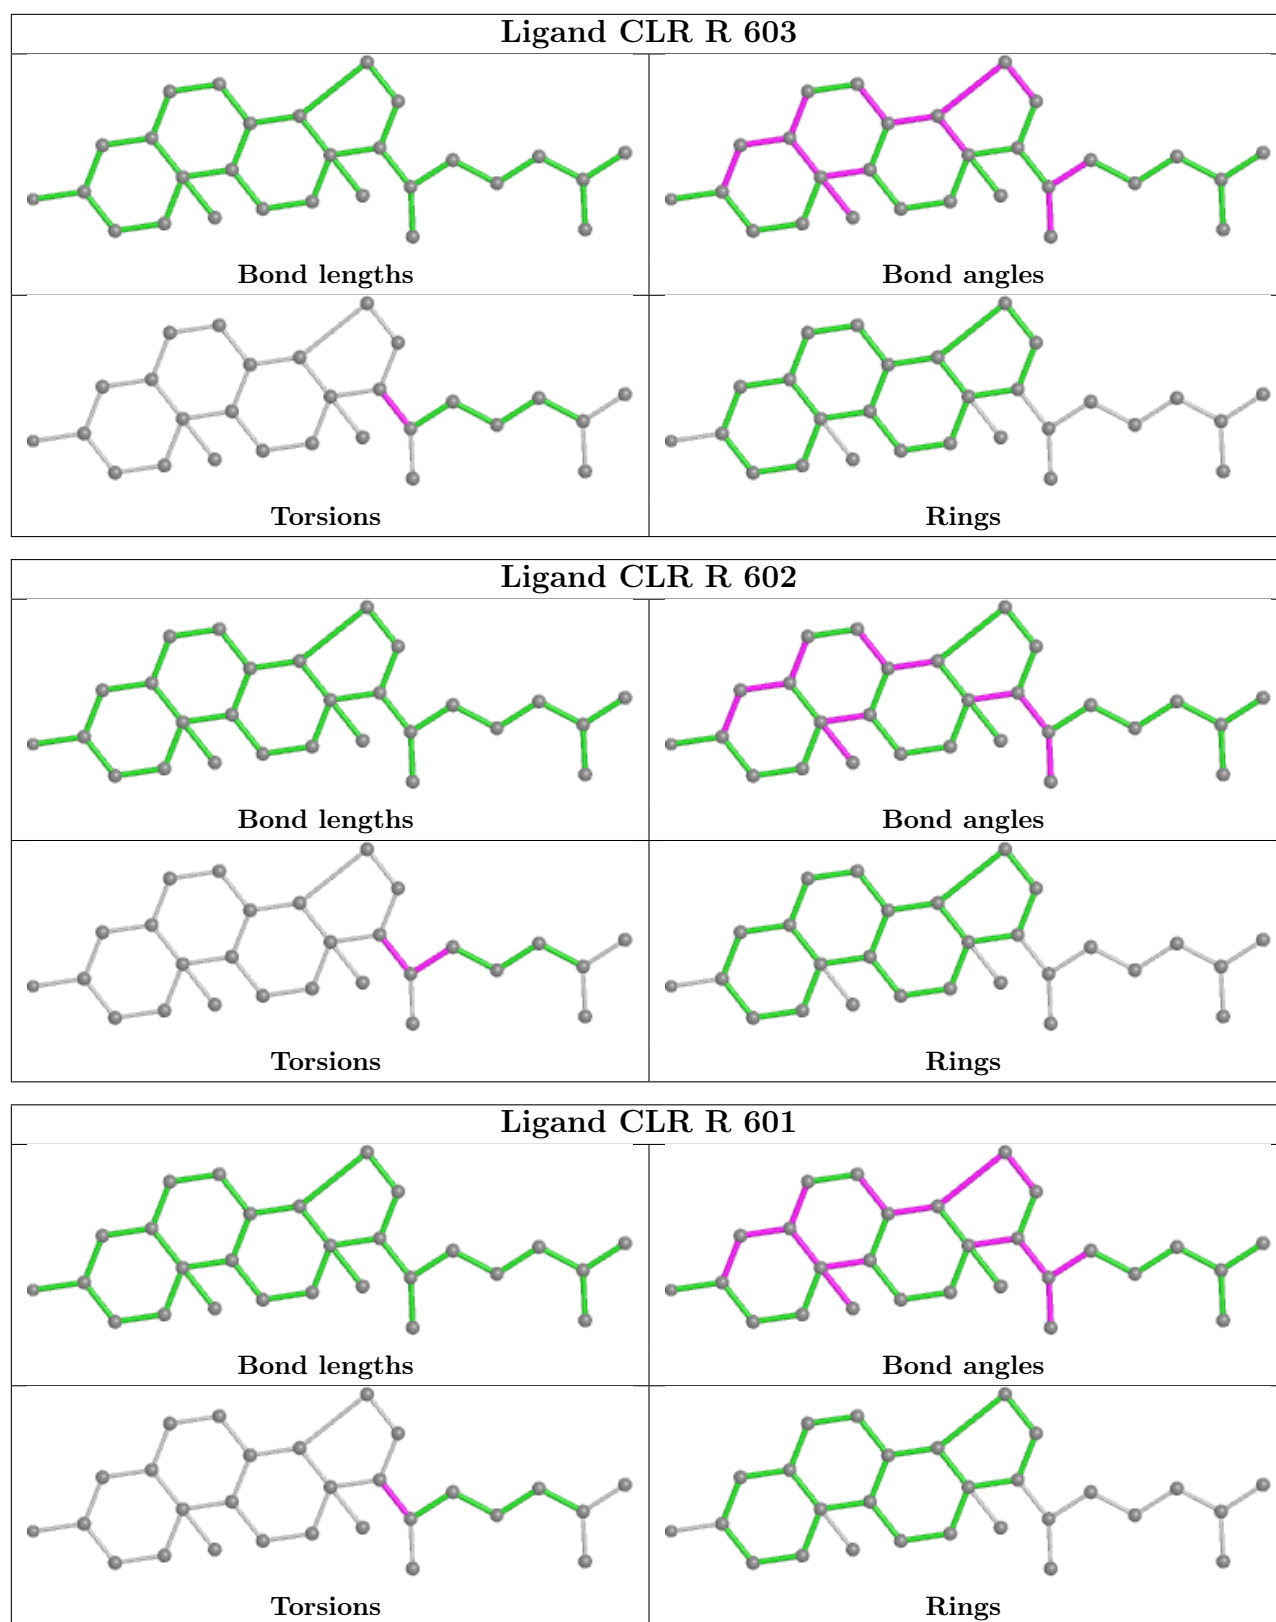 Ligand CLR R 603
Bond lengths
Bond angles
Torsions
Rings
Ligand CLR R 602
Bond lengths
Bond angles
Torsions
Rings
Ligand CLR R 601
Bond lengths
Bond angles
Torsions
Rings